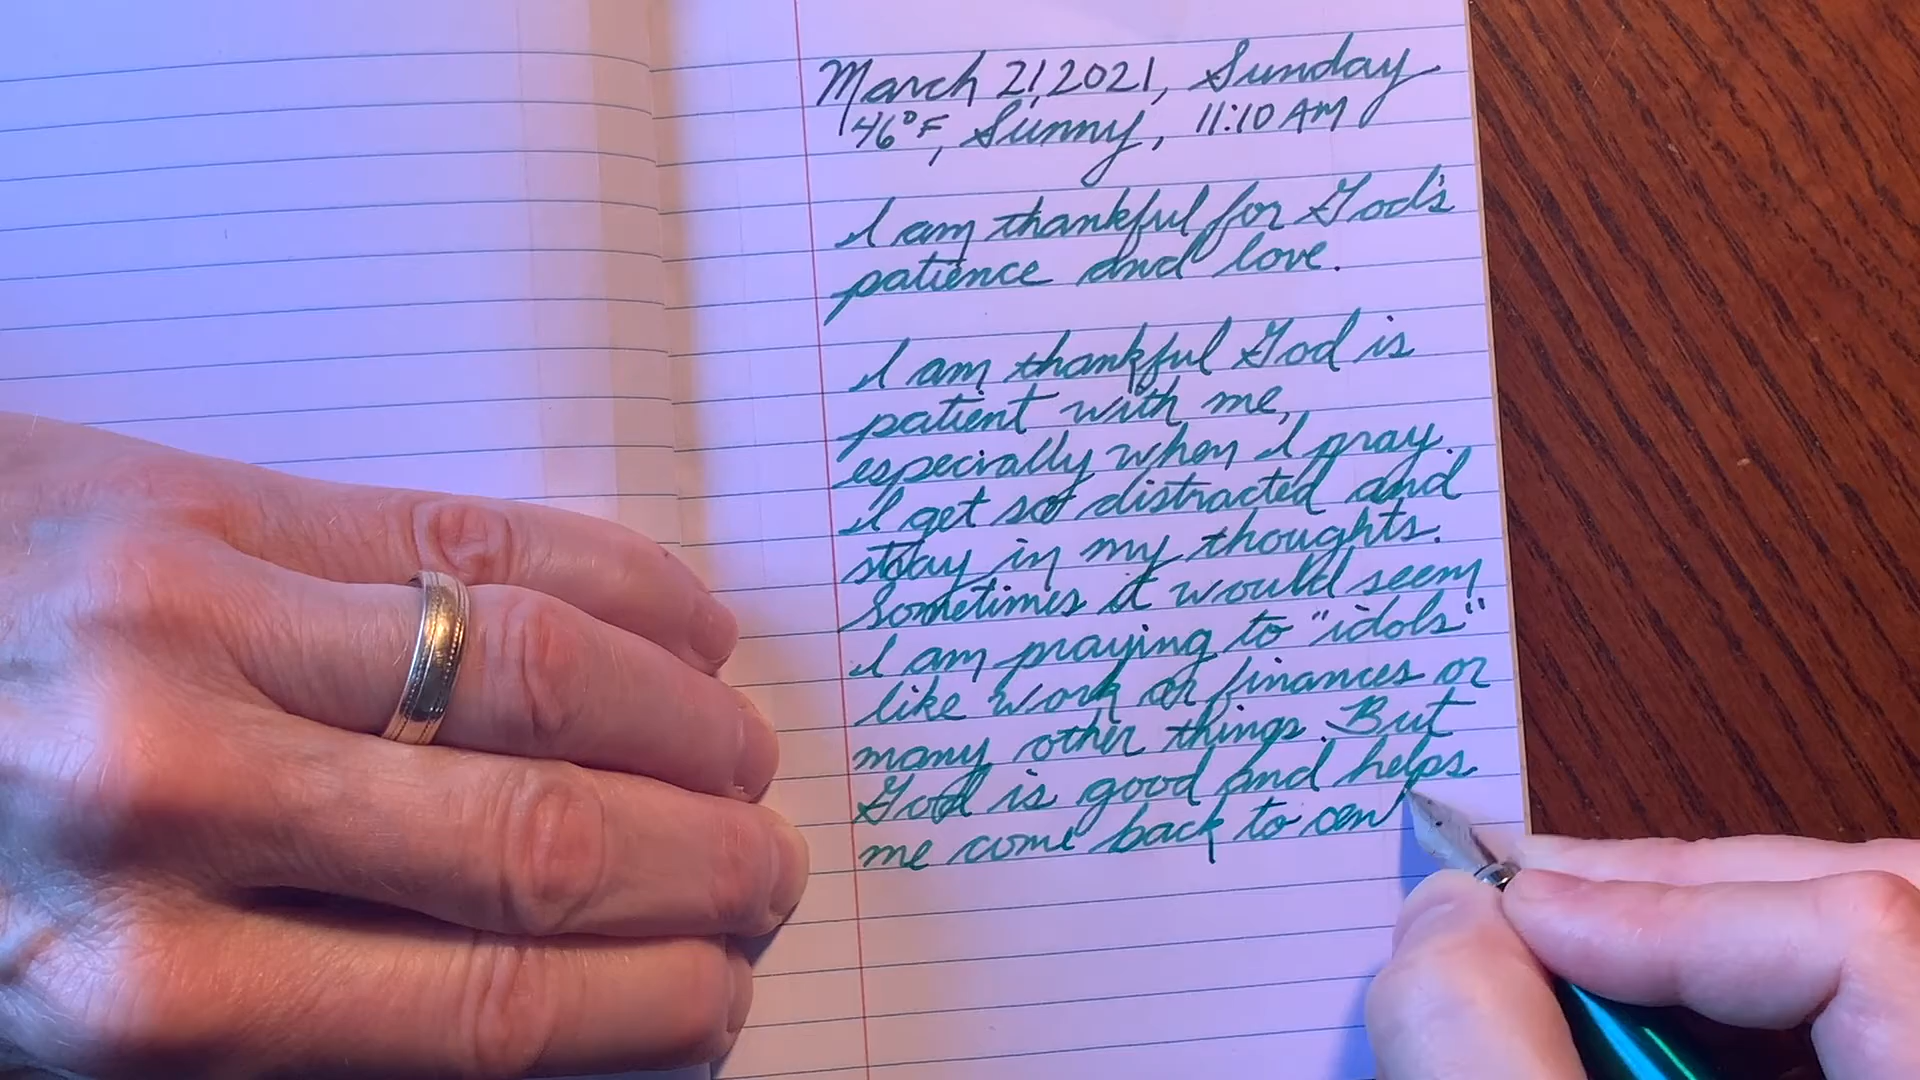 March 21, 2021, Sunday
46°F, Sunny, 11:10 AM
I am thankful for God's
patience and love.
I am thankful God is
patient with me,
especially when I pray.
I get so distracted and
stay in my thoughts.
Sometimes it would seem
I am praying to "idols"
like work or finances or
many other things. But
God is good and helps
me come back to cen